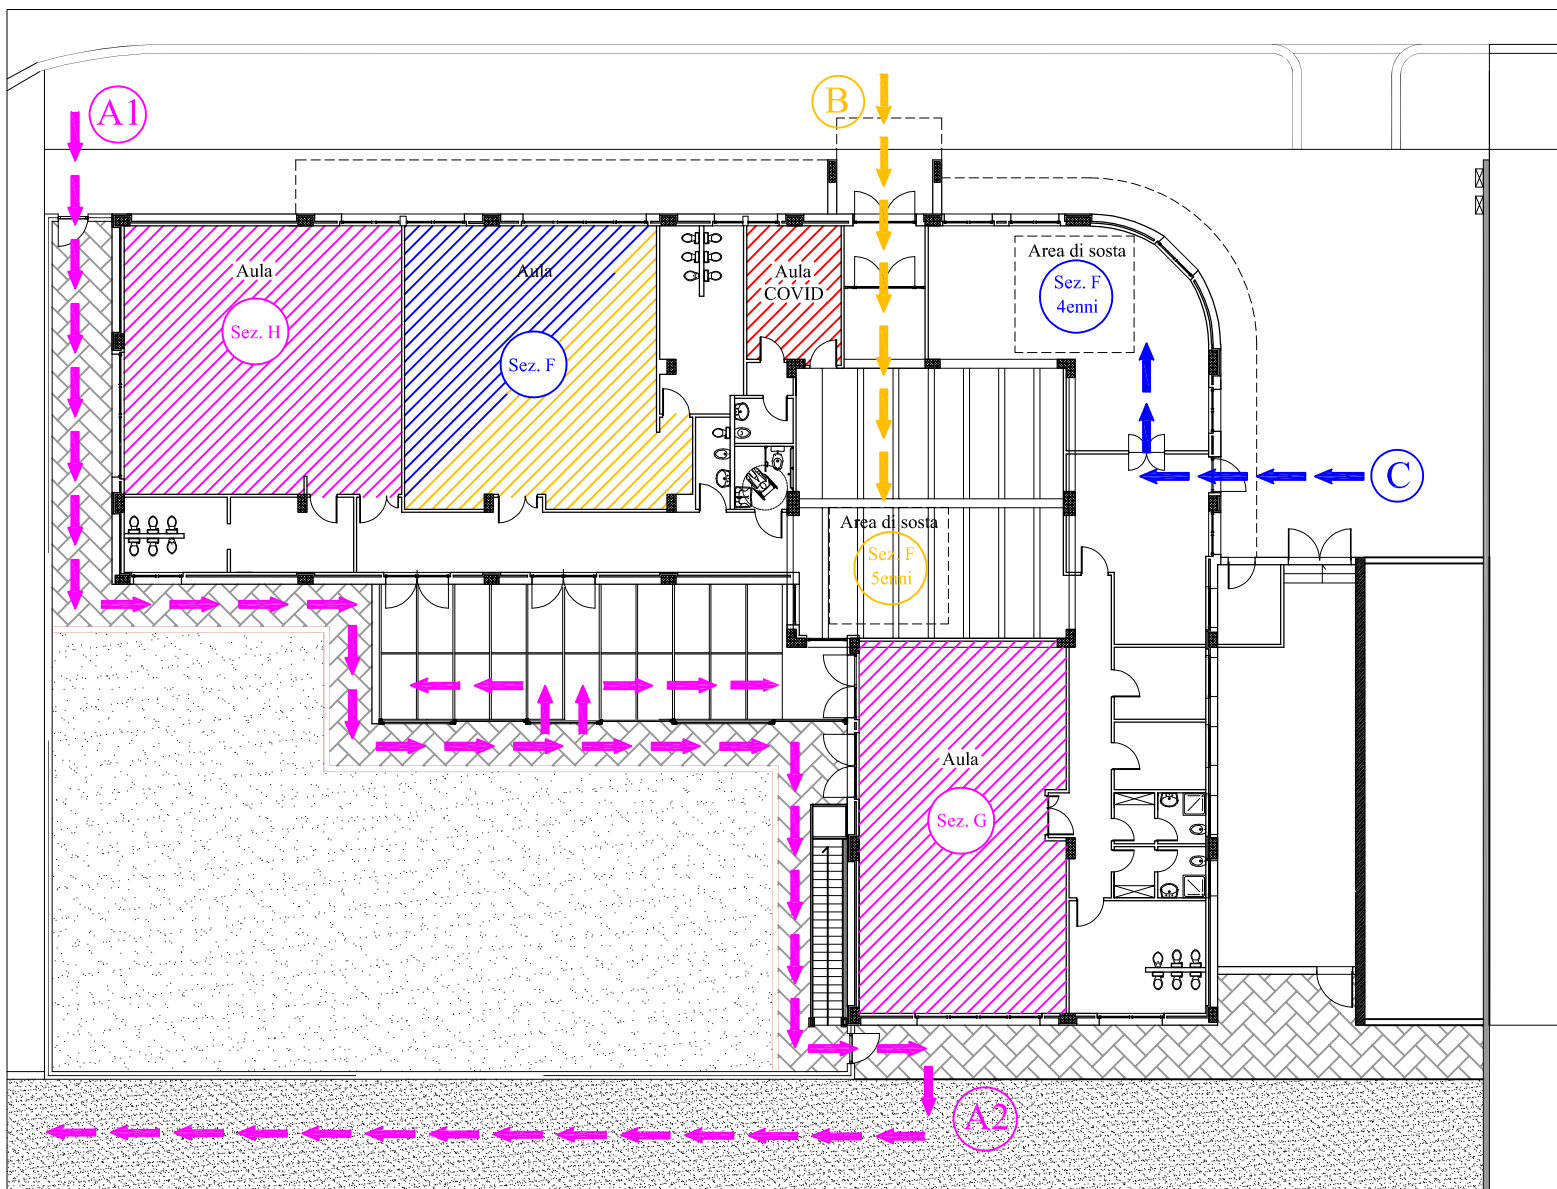 A1
B
Aula
Sez. H
Aula
Sez. F
Aula
COVID
Area di sosta
Sez. F
4enni
C
Area di sosta
Sez. F
5enni
Aula
Sez. G
A2